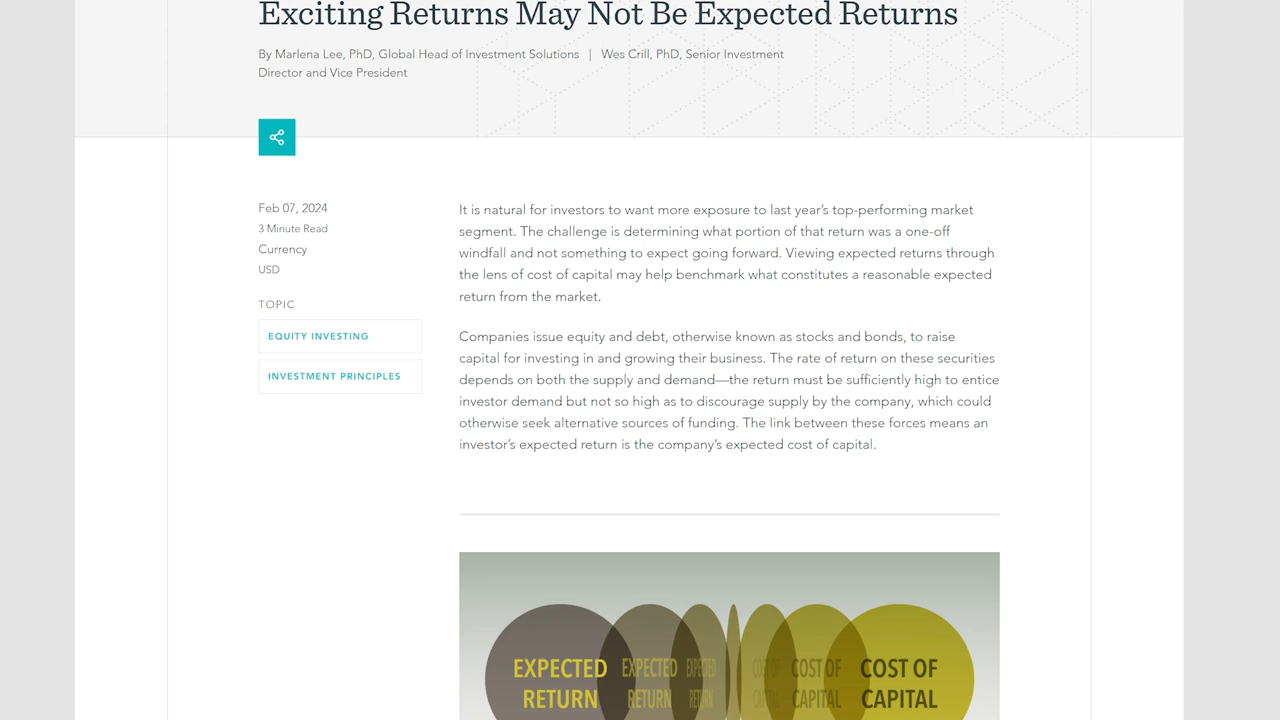 Exciting Returns May Not Be Expected Returns
By Marlena Lee, PhD, Global Head of Investment Solutions | Wes Crill, PhD, Senior Investment
Director and Vice President
Feb 07, 2024
3 Minute Read
Currency
USD
TOPIC
EQUITY INVESTING
INVESTMENT PRINCIPLES
It is natural for investors to want more exposure to last year’s top-performing market
segment. The challenge is determining what portion of that return was a one-off
windfall and not something to expect going forward. Viewing expected returns through
the lens of cost of capital may help benchmark what constitutes a reasonable expected
return from the market.
Companies issue equity and debt, otherwise known as stocks and bonds, to raise
capital for investing in and growing their business. The rate of return on these securities
depends on both the supply and demand—the return must be sufficiently high to entice
investor demand but not so high as to discourage supply by the company, which could
otherwise seek alternative sources of funding. The link between these forces means an
investor’s expected return is the company’s expected cost of capital.
EXPECTED EXPECTED EXPECTED COST OF COST OF COST OF
RETURN RETURN RETURN CAPITAL CAPITAL CAPITAL